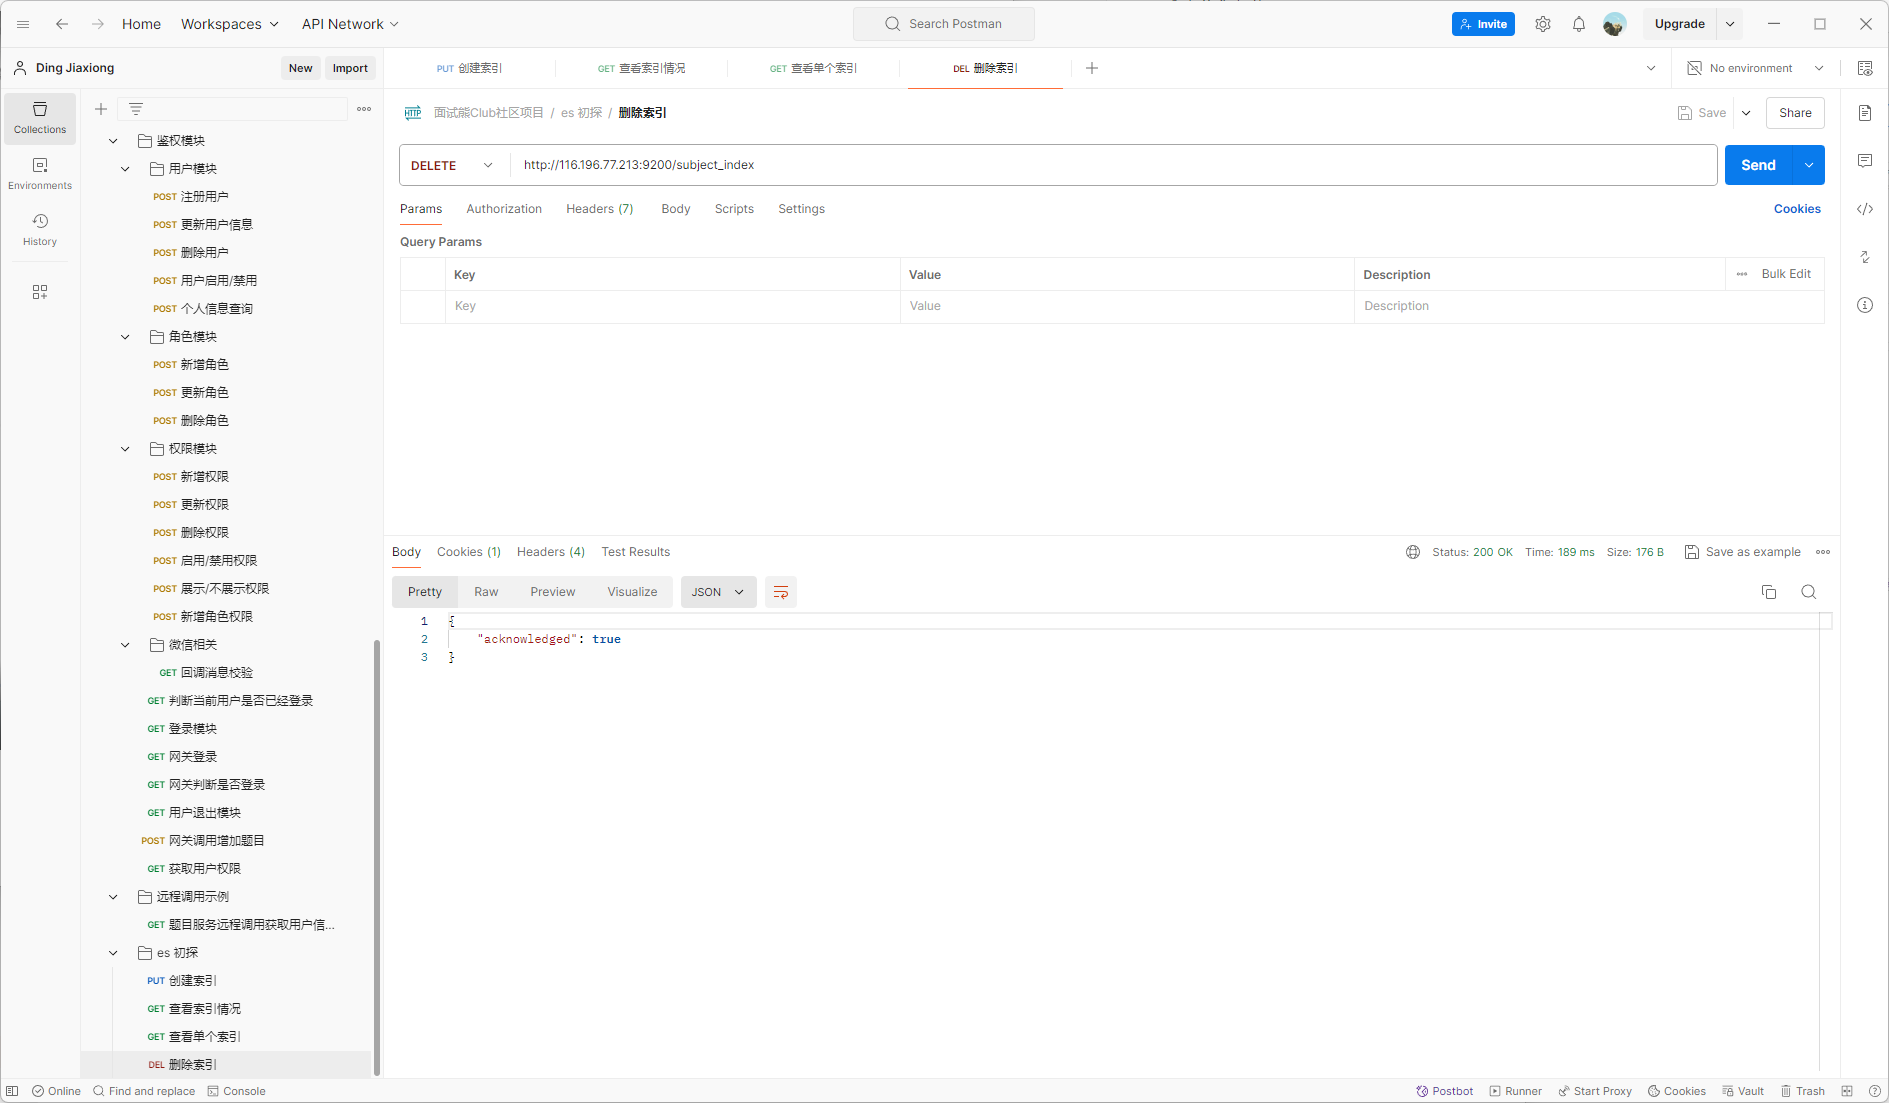 Home Workspaces API Network Search Postman Invite Upgrade
Ding Jiaxiong New Import
PUT 创建索引 GET 查看索引情况 GET 查看单个索引 DEL 删除索引 No environment
Collections
Environments
History
鉴权模块
用户模块
POST 注册用户
POST 更新用户信息
POST 删除用户
POST 用户启用/禁用
POST 个人信息查询
角色模块
POST 新增角色
POST 更新角色
POST 删除角色
权限模块
POST 新增权限
POST 更新权限
POST 删除权限
POST 启用/禁用权限
POST 展示/不展示权限
POST 新增角色权限
微信相关
GET 回调消息校验
GET 判断当前用户是否已经登录
GET 登录模块
GET 网关登录
GET 网关判断是否登录
GET 用户退出模块
POST 网关调用增加题目
GET 获取用户权限
远程调用示例
GET 题目服务远程调用获取用户信...
es 初探
PUT 创建索引
GET 查看索引情况
GET 查看单个索引
DEL 删除索引
HTTP 面试熊Club社区项目 / es 初探 / 删除索引 Save Share
DELETE http://116.196.77.213:9200/subject_index Send
Params Authorization Headers (7) Body Scripts Settings Cookies
Query Params
Key Value Description Bulk Edit
Key Value Description
Body Cookies (1) Headers (4) Test Results Status: 200 OK Time: 189 ms Size: 176 B Save as example
Pretty Raw Preview Visualize JSON
1 {
2 "acknowledged": true
3 }
Online Find and replace Console Postbot Runner Start Proxy Cookies Vault Trash